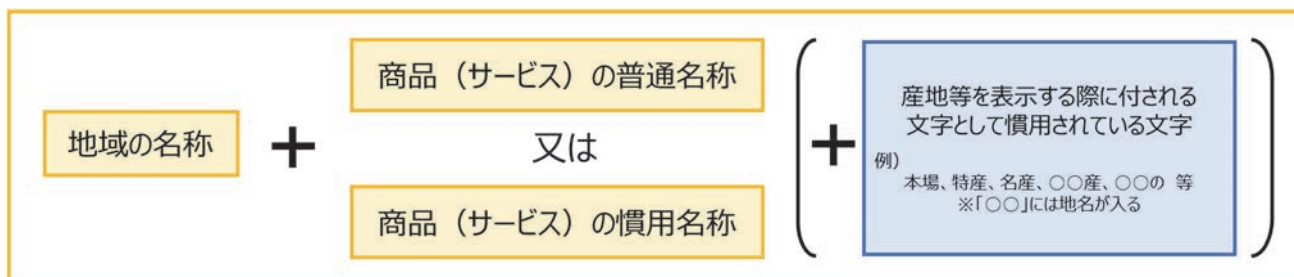 地域の名称
+
商品（サービス）の普通名称
又は
商品（サービス）の慣用名称
+
産地等を表示する際に付される
文字として慣用されている文字
例）
本場、特産、名産、○○産、○○の 等
※「○○」には地名が入る